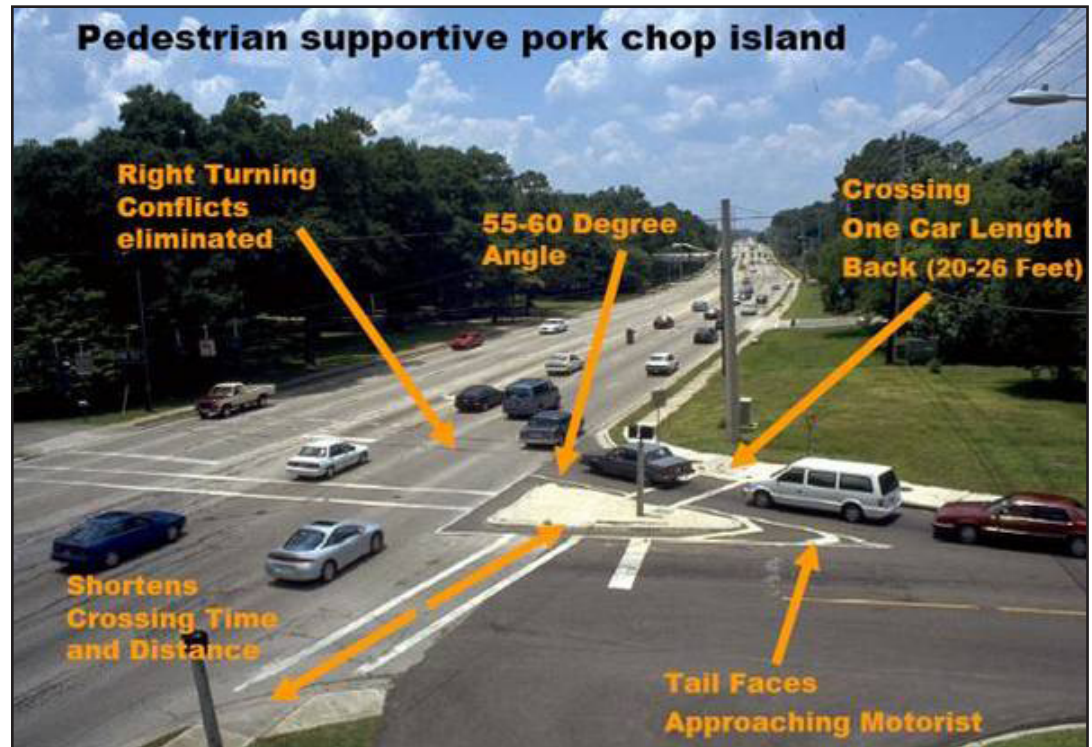 Pedestrian supportive pork chop island
Right Turning
Conflicts
eliminated
55-60 Degree
Angle
Crossing
One Car Length
Back (20-26 Feet)
Shortens
Crossing Time
and Distance
Tail Faces
Approaching Motorist